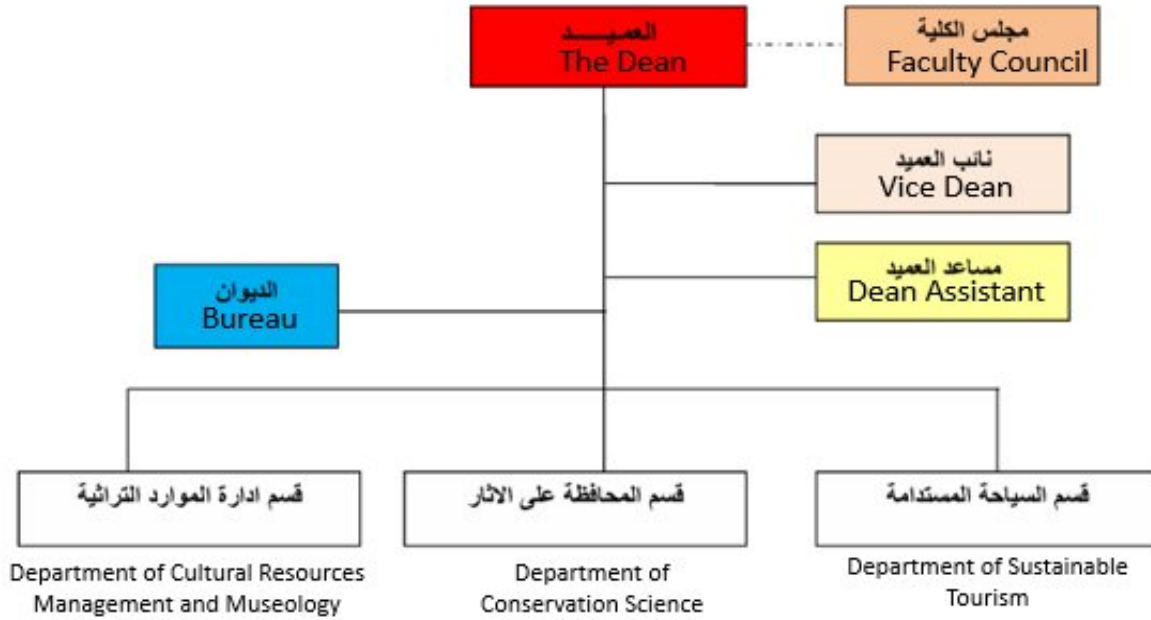 العميـــــد
The Dean
مجلس الكلية
Faculty Council
نائب العميد
Vice Dean
مساعد العميد
Dean Assistant
الديوان
Bureau
قسم ادارة الموارد التراثية
قسم المحافظة على الاثار
قسم السياحة المستدامة
Department of Cultural Resources
Management and Museology
Department of
Conservation Science
Department of Sustainable
Tourism